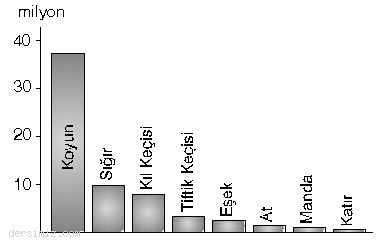 milyon
40
30
20
10
Koyun
Sığır
Kıl Keçisi
Tiftik Keçisi
Eşek
At
Manda
Katır
dersimiz.com